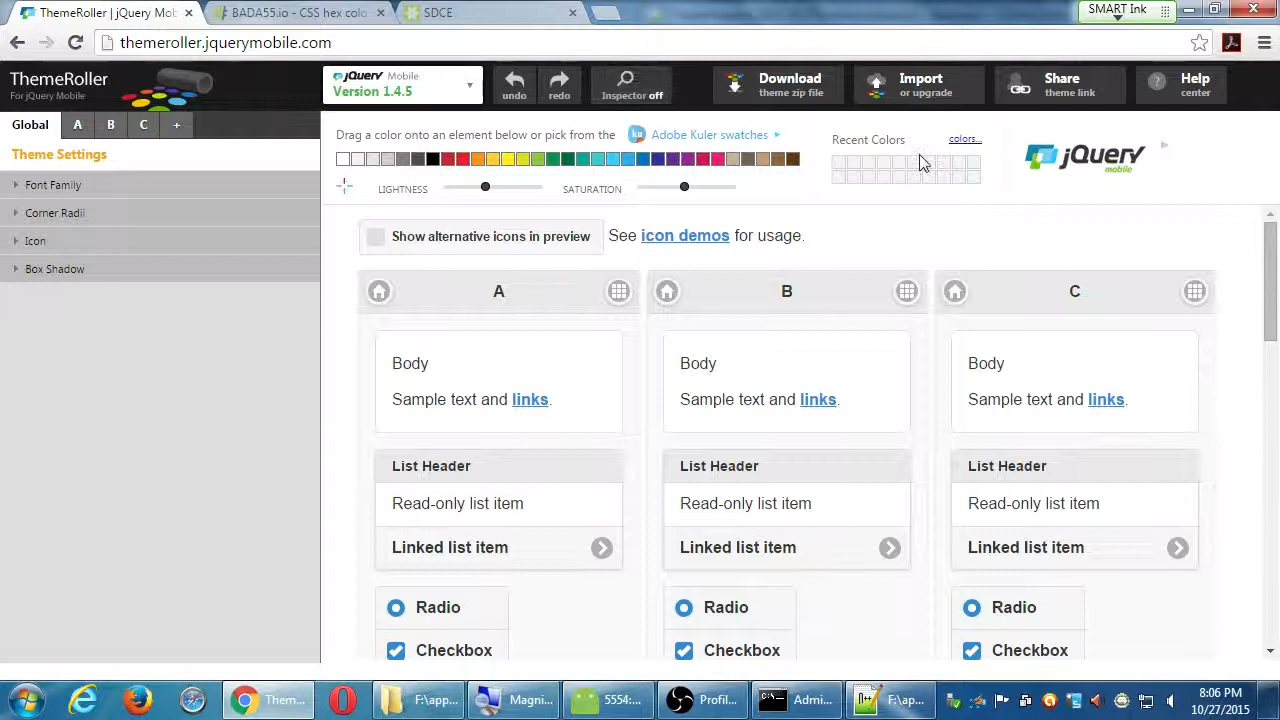 ThemeRoller | jQuery Mob
BADA55.io - CSS hex colo
SDCE
SMART Ink
themeroller.jquerymobile.com
ThemeRoller
For jQuery Mobile
jQuery Mobile
Version 1.4.5
undo
redo
Inspector off
Download
theme zip file
Import
or upgrade
Share
theme link
Help
center
Global
A
B
C
+
Theme Settings
Font Family
Corner Radii
Icon
Box Shadow
Drag a color onto an element below or pick from the
ku
Adobe Kuler swatches
LIGHTNESS
SATURATION
Recent Colors
colors...
jQuery
mobile
Show alternative icons in preview
See icon demos for usage.
A
Body
Sample text and links.
List Header
Read-only list item
Linked list item
Radio
Checkbox
B
Body
Sample text and links.
List Header
Read-only list item
Linked list item
Radio
Checkbox
C
Body
Sample text and links.
List Header
Read-only list item
Linked list item
Radio
Checkbox
Them...
F:\app...
Magni...
5554:...
Profil...
Admi...
F:\ap...
8:06 PM
10/27/2015